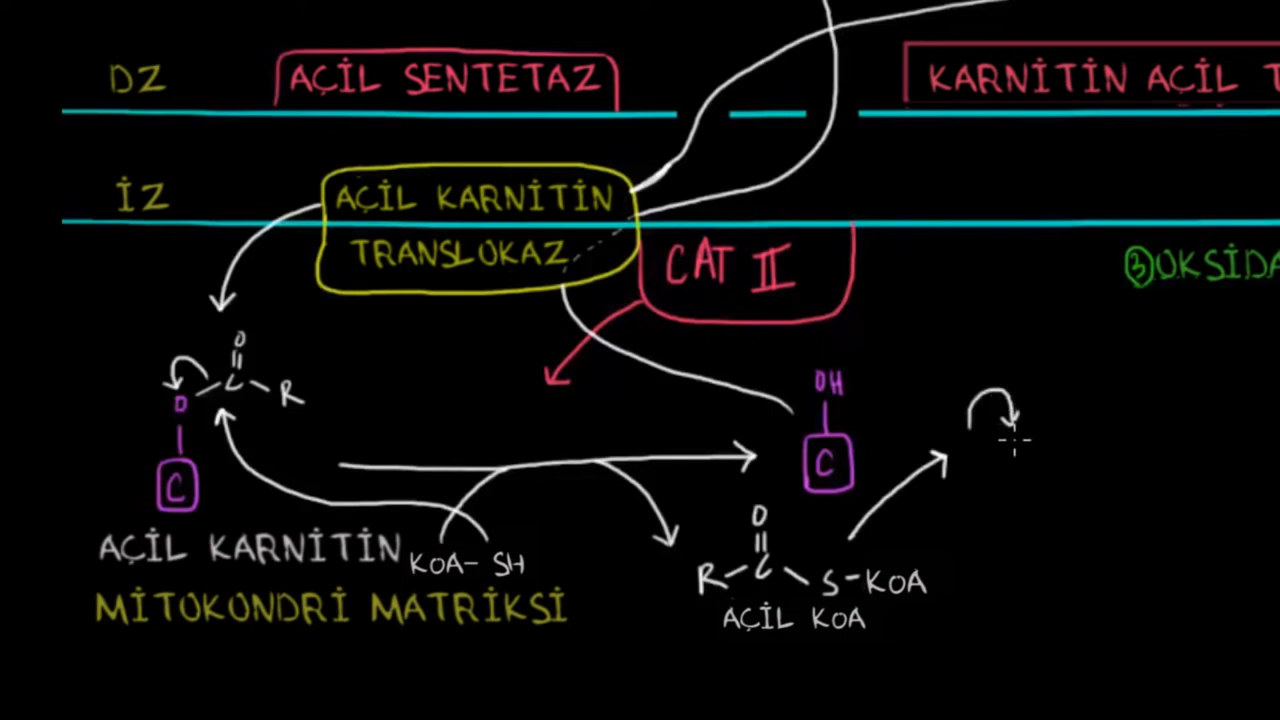 DZ
AÇİL SENTETAZ
KARNİTİN AÇİL T
İZ
AÇİL KARNİTİN
TRANSLOKAZ
CAT II
3 OKSİDA
O
C
R
O
C
OH
C
AÇİL KARNİTİN
KOA-SH
MİTOKONDRİ MATRİKSİ
O
R-C-S-KOA
AÇİL KOA